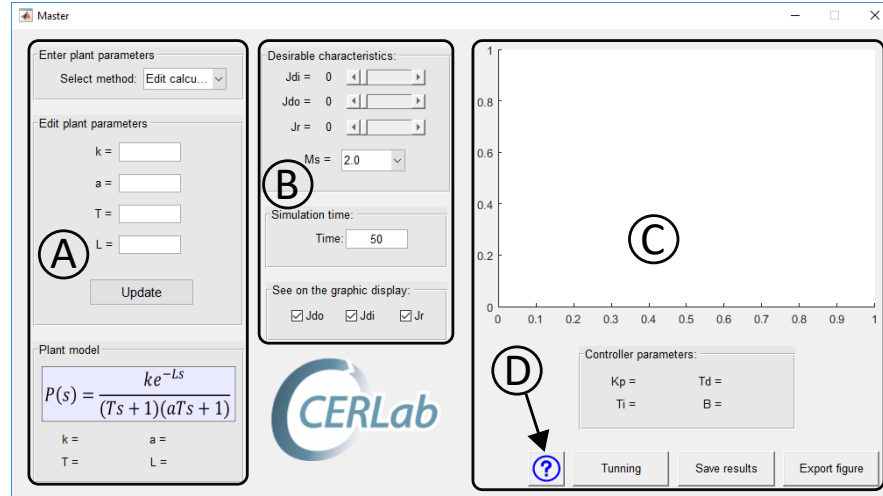 Master
Enter plant parameters
Select method: Edit calcu...
Edit plant parameters
k =
a =
T =
L =
A
Update
Plant model
P(s) = ke^{-Ls} / (Ts + 1)(aTs + 1)
k = a =
T = L =
Desirable characteristics:
Jdi = 0
Jdo = 0
Jr = 0
Ms = 2.0
B
Simulation time:
Time: 50
See on the graphic display:
Jdo Jdi Jr
CERLab
1
0.8
0.6
0.4
0.2
0
0 0.1 0.2 0.3 0.4 0.5 0.6 0.7 0.8 0.9 1
C
D
Controller parameters:
Kp = Td =
Ti = B =
? Tunning Save results Export figure